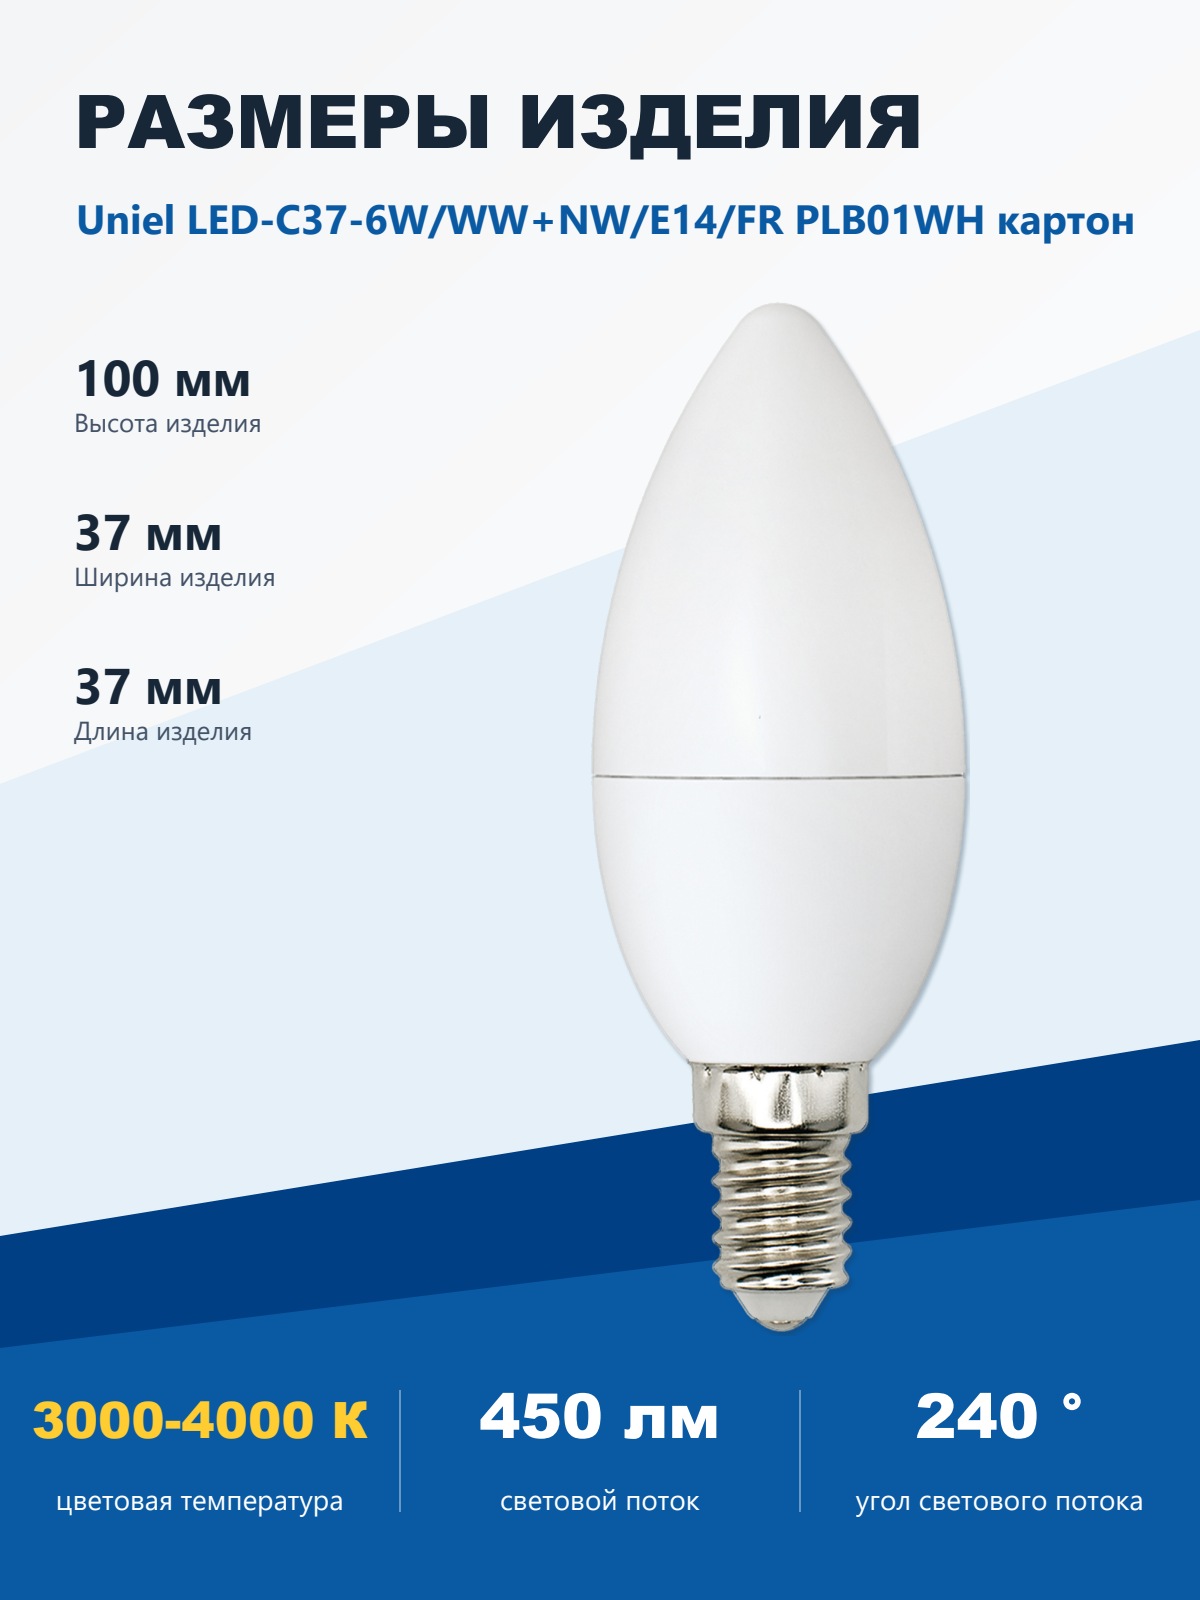 РАЗМЕРЫ ИЗДЕЛИЯ
Uniel LED-C37-6W/WW+NW/E14/FR PLB01WH картон
100 мм
Высота изделия
37 мм
Ширина изделия
37 мм
Длина изделия
3000-4000 К
цветовая температура
450 лм
световой поток
240 °
угол светового потока